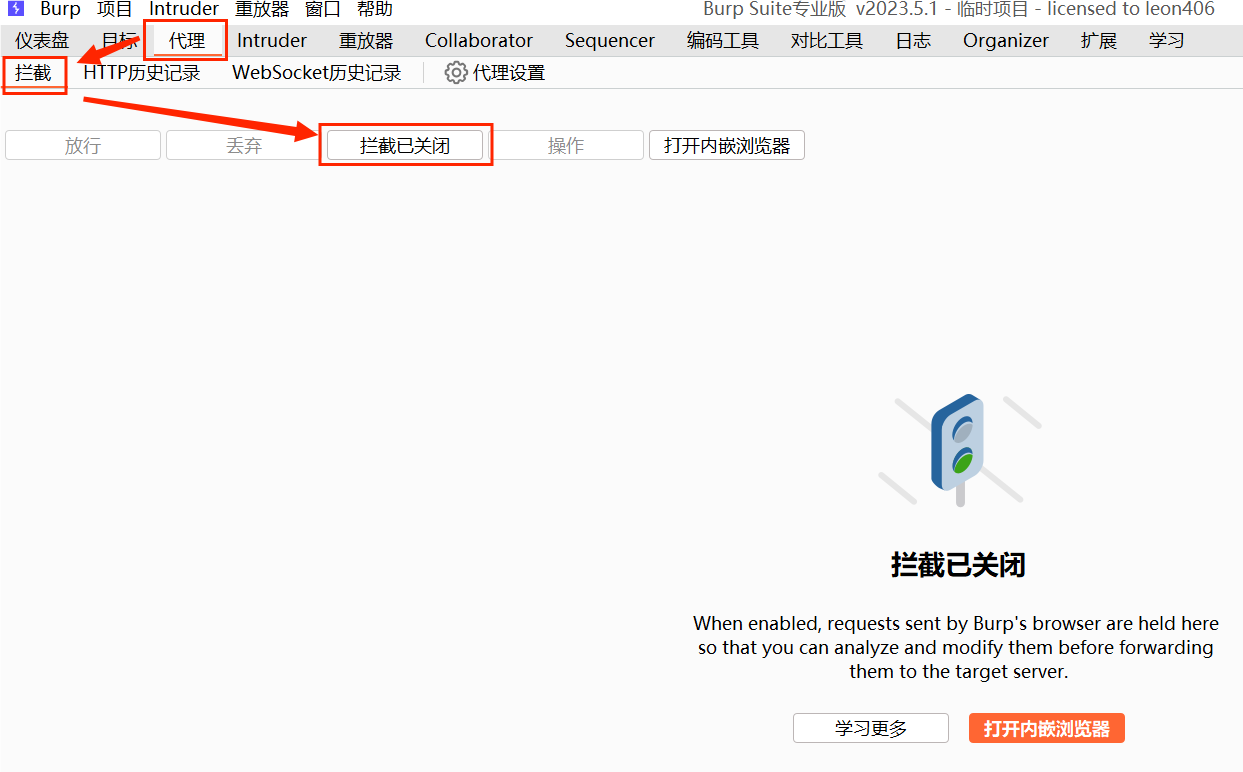 Burp 项目 Intruder 重放器 窗口 帮助 Burp Suite专业版 v2023.5.1 - 临时项目 - licensed to leon406
仪表盘 目标 代理 Intruder 重放器 Collaborator Sequencer 编码工具 对比工具 日志 Organizer 扩展 学习
拦截 HTTP历史记录 WebSocket历史记录 代理设置
放行 丢弃 拦截已关闭 操作 打开内嵌浏览器
拦截已关闭
When enabled, requests sent by Burp's browser are held here
so that you can analyze and modify them before forwarding
them to the target server.
学习更多 打开内嵌浏览器